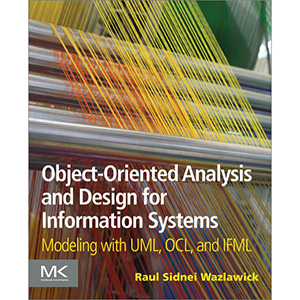 Object-Oriented Analysis
and Design for
Information Systems
Modeling with UML, OCL, and IFML
MK
Raul Sidnei Wazlawick